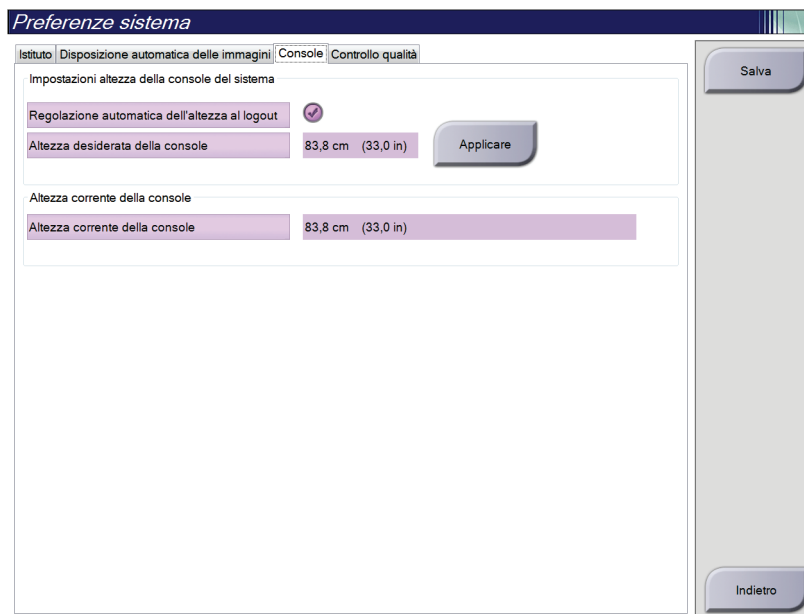 Preferenze sistema
Istituto Disposizione automatica delle immagini Console Controllo qualità
Salva
Impostazioni altezza della console del sistema
Regolazione automatica dell'altezza al logout
Altezza desiderata della console 83,8 cm (33,0 in) Applicare
Altezza corrente della console
Altezza corrente della console 83,8 cm (33,0 in)
Indietro